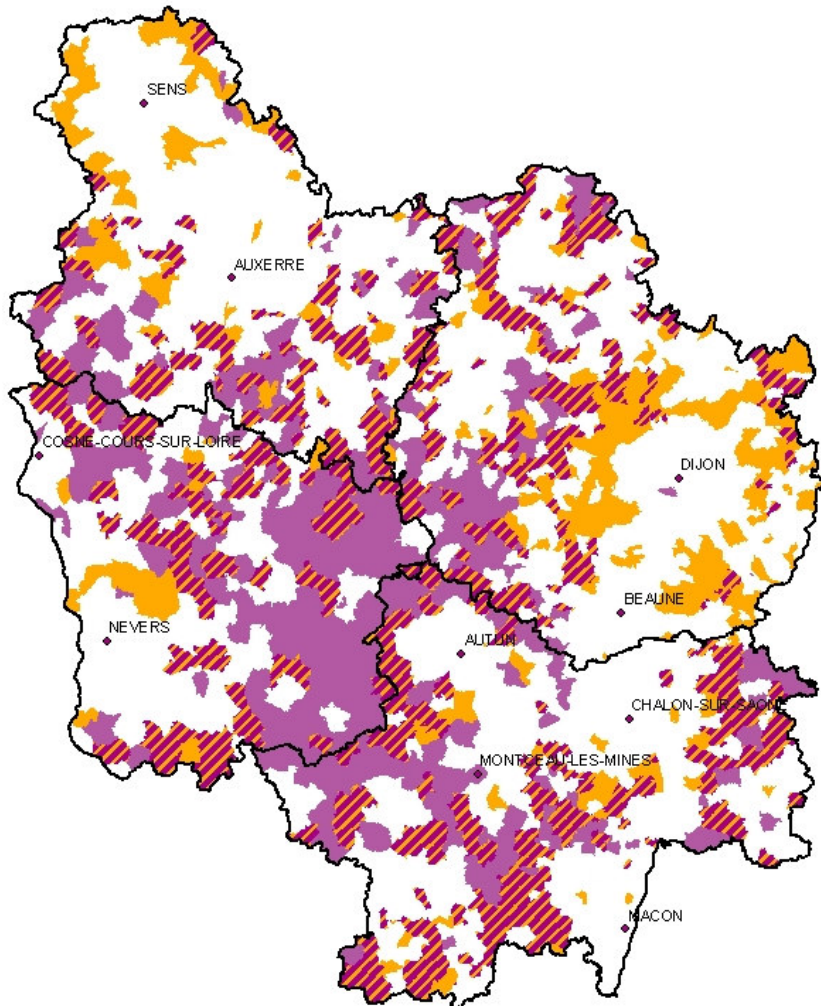 SENS
AUXERRE
COSNE-COURS-SUR-LOIRE
DIJON
BEAUNE
NEVERS
AUTUN
CHALON-SUR-SAONE
MONTCEAU-LES-MINES
MACON